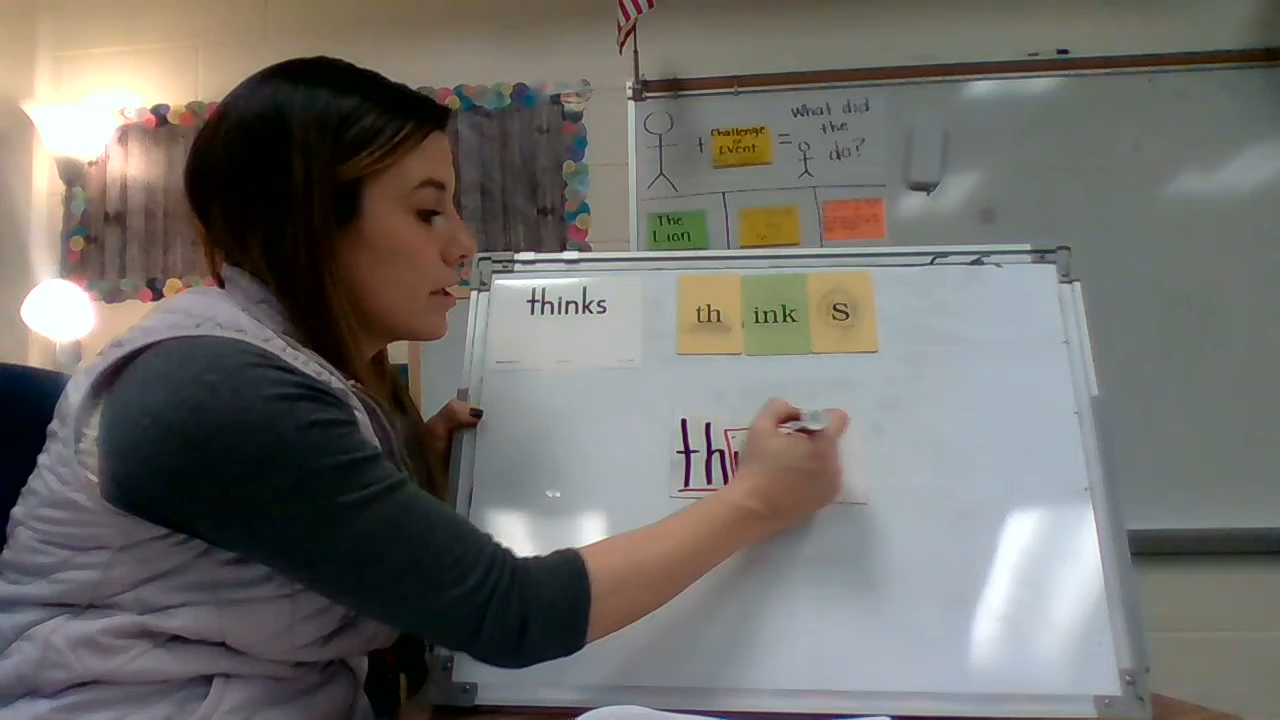 What did
the
do?
+
Challenge
or
Event
=
The
Lion
thinks
th ink s
th